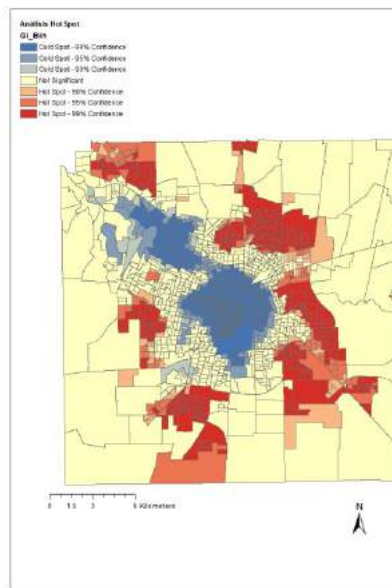 Análisis Hot Spot
Gi_Bin
Cold Spot - 99% Confidence
Cold Spot - 95% Confidence
Cold Spot - 90% Confidence
Not Significant
Hot Spot - 90% Confidence
Hot Spot - 95% Confidence
Hot Spot - 99% Confidence
0 1.5 3 6 Kilometers
N